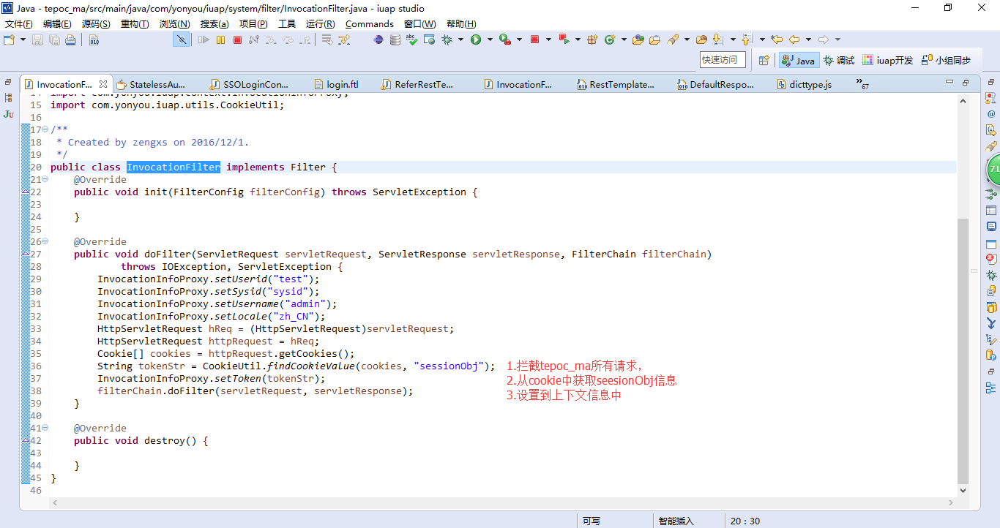 Java - tepoc_ma/src/main/java/com/yonyou/iuap/system/filter/InvocationFilter.java - iuap studio
文件(F) 编辑(E) 源码(S) 重构(T) 浏览(N) 搜索(a) 项目(P) 工具 运行(R) Commands 窗口(W) 帮助(H)
快速访问 Java 调试 iuap开发 小组同步
InvocationF... StatelessAu... SSOLoginCon... login.ftl ReferRestTe... InvocationF... RestTemplate... DefaultRespo... dicttype.js »67
14 import com.yonyou.iuap.context.InvocationInfoProxy;
15 import com.yonyou.iuap.utils.CookieUtil;
16
17 /**
18  * Created by zengxs on 2016/12/1.
19  */
20 public class InvocationFilter implements Filter {
21     @Override
22     public void init(FilterConfig filterConfig) throws ServletException {
23
24     }
25
26     @Override
27     public void doFilter(ServletRequest servletRequest, ServletResponse servletResponse, FilterChain filterChain)
28             throws IOException, ServletException {
29         InvocationInfoProxy.setUserid("test");
30         InvocationInfoProxy.setSysid("sysid");
31         InvocationInfoProxy.setUsername("admin");
32         InvocationInfoProxy.setLocale("zh_CN");
33         HttpServletRequest hReq = (HttpServletRequest)servletRequest;
34         HttpServletRequest httpRequest = hReq;
35         Cookie[] cookies = httpRequest.getCookies();
36         String tokenStr = CookieUtil.findCookieValue(cookies, "sessionObj"); 1.拦截tepoc_ma所有请求,
37         InvocationInfoProxy.setToken(tokenStr); 2.从cookie中获取seesionObj信息
38         filterChain.doFilter(servletRequest, servletResponse); 3.设置到上下文信息中
39     }
40
41     @Override
42     public void destroy() {
43
44     }
45 }
46
71
可写 智能插入 20 : 30